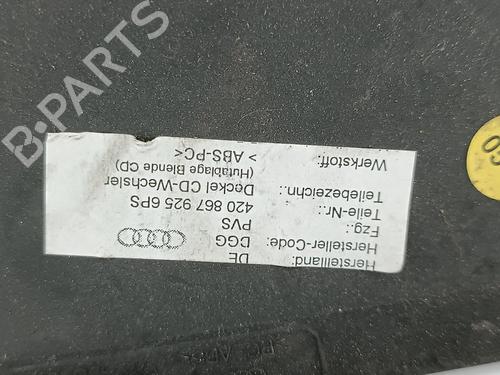 Herstelland: DE
Hersteller-Code: DGG
Fzg.: PVS
Teile-Nr.: 420 867 925 6PS
Teilebezeichn.: Deckel CD-Wechsler
(Hutablage Blende CD)
Werkstoff: > ABS-PC<
B-PARTS